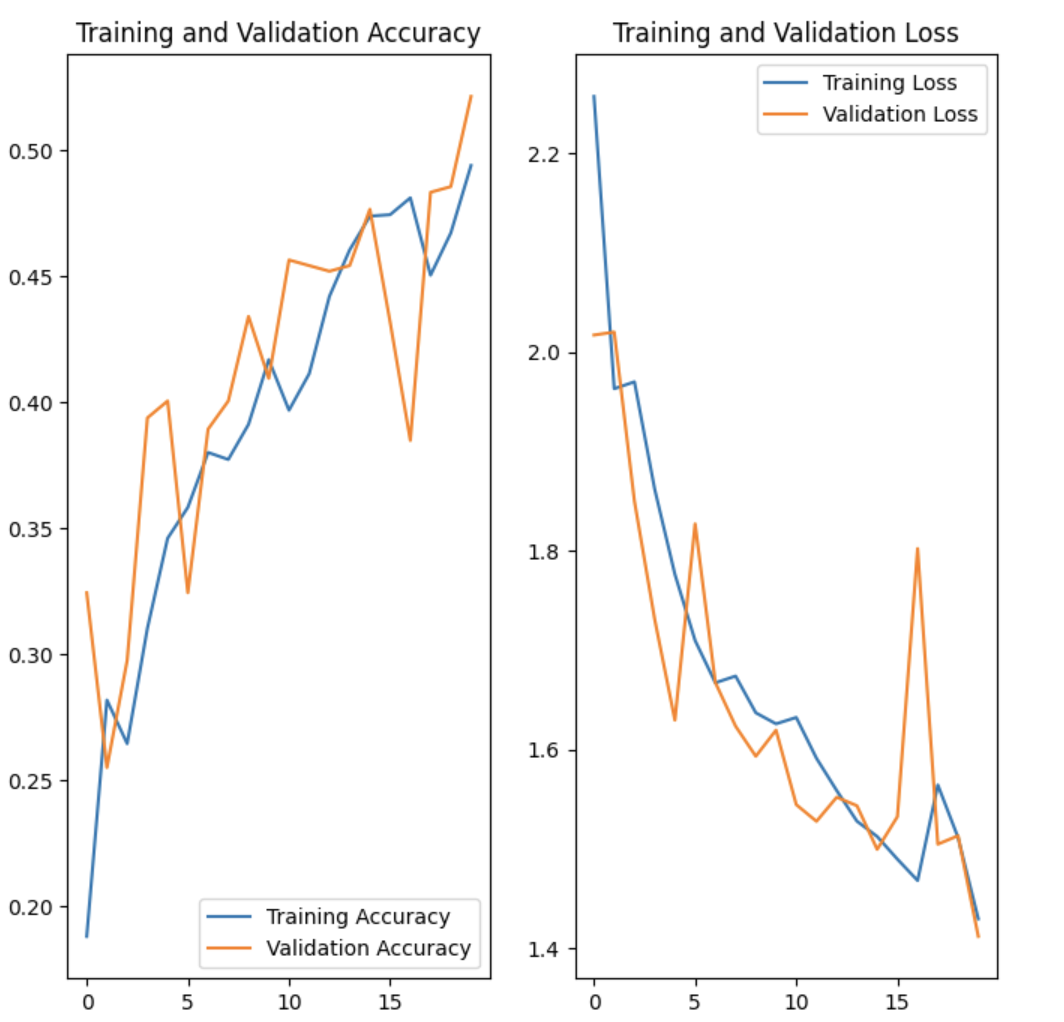 Training and Validation Accuracy
0.50
0.45
0.40
0.35
0.30
0.25
0.20
Training Accuracy
Validation Accuracy
0 5 10 15
Training and Validation Loss
Training Loss
Validation Loss
2.2
2.0
1.8
1.6
1.4
0 5 10 15